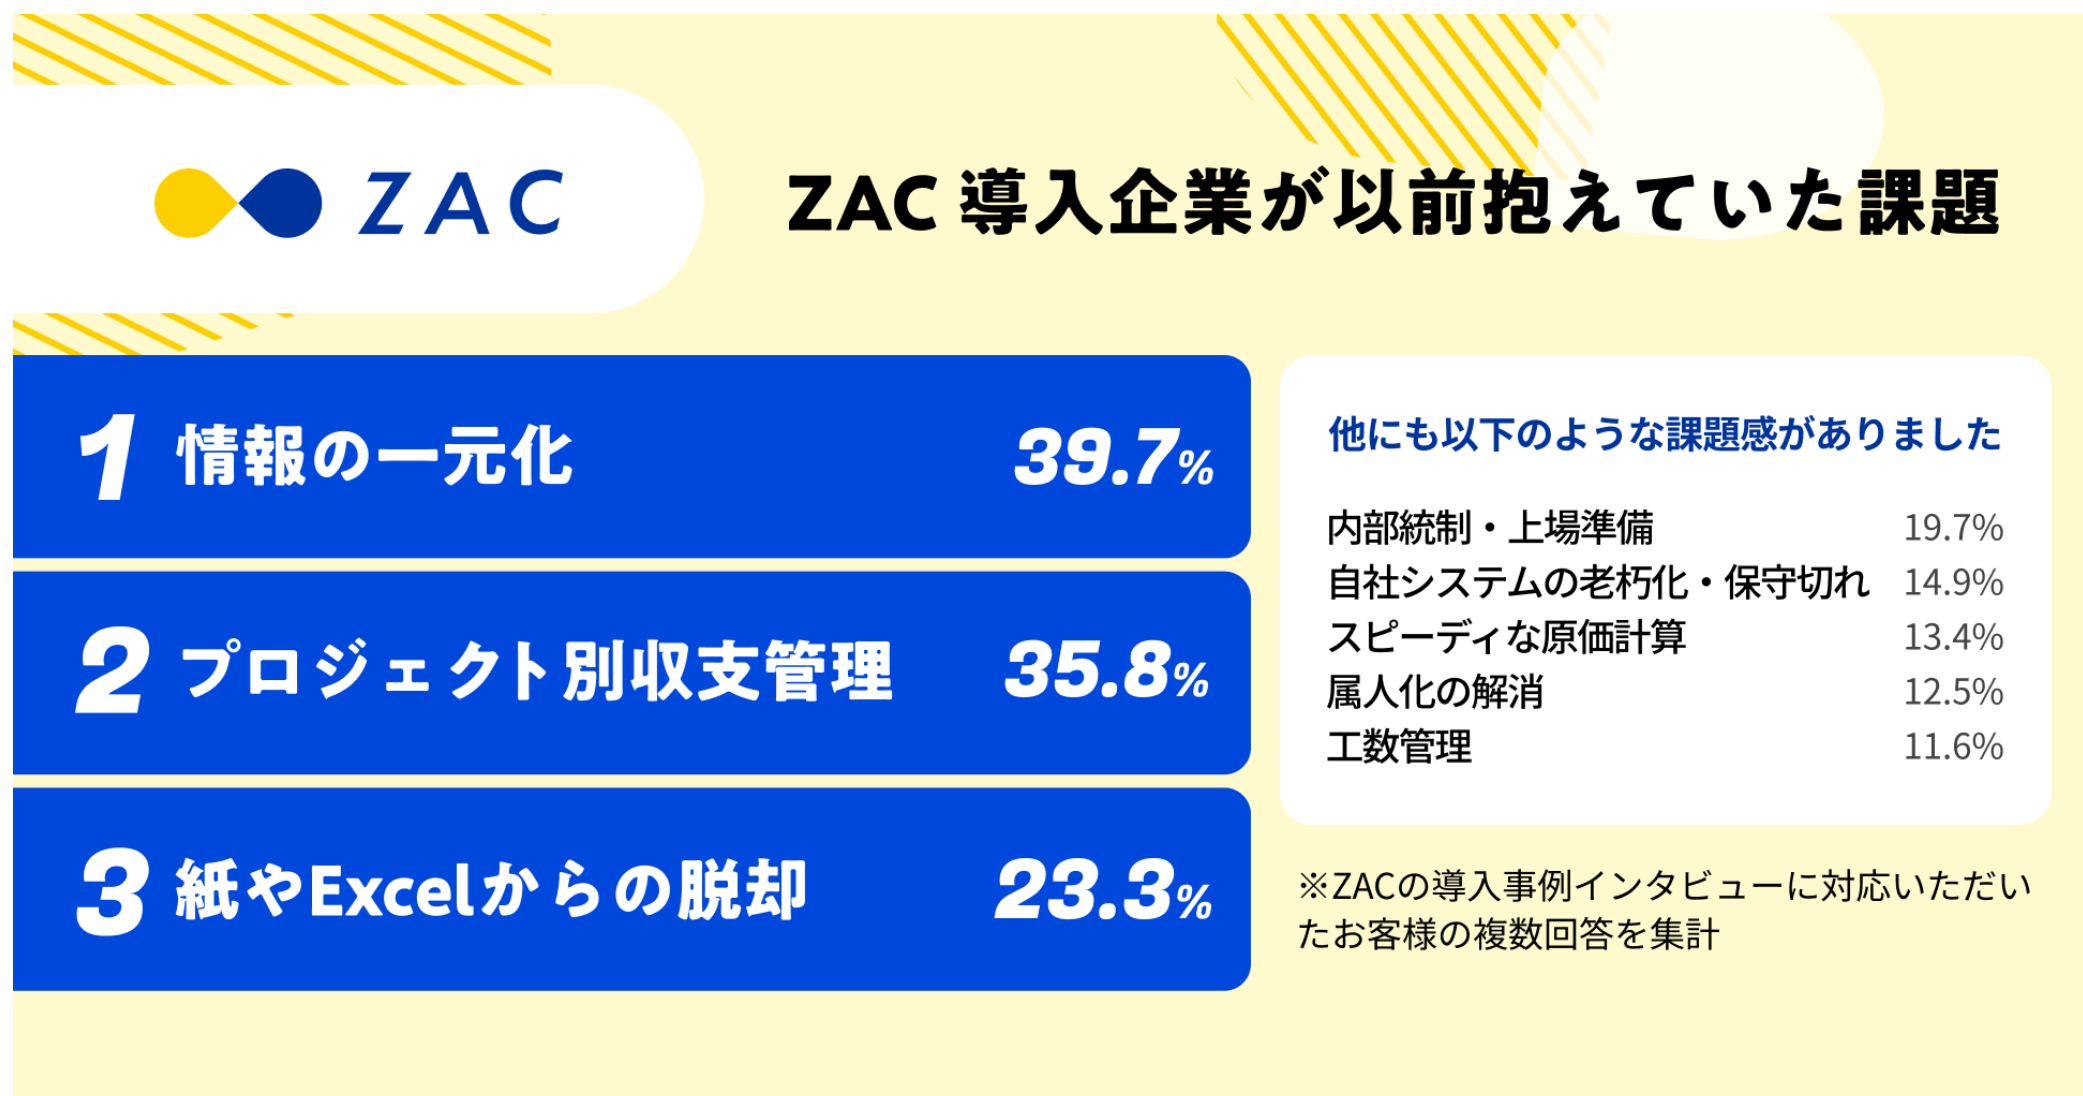 ZAC
ZAC 導入企業が以前抱えていた課題
1 情報の一元化 39.7%
2 プロジェクト別収支管理 35.8%
3 紙やExcelからの脱却 23.3%
他にも以下のような課題感がありました
内部統制・上場準備 19.7%
自社システムの老朽化・保守切れ 14.9%
スピーディな原価計算 13.4%
属人化の解消 12.5%
工数管理 11.6%
※ZACの導入事例インタビューに対応いただい
たお客様の複数回答を集計